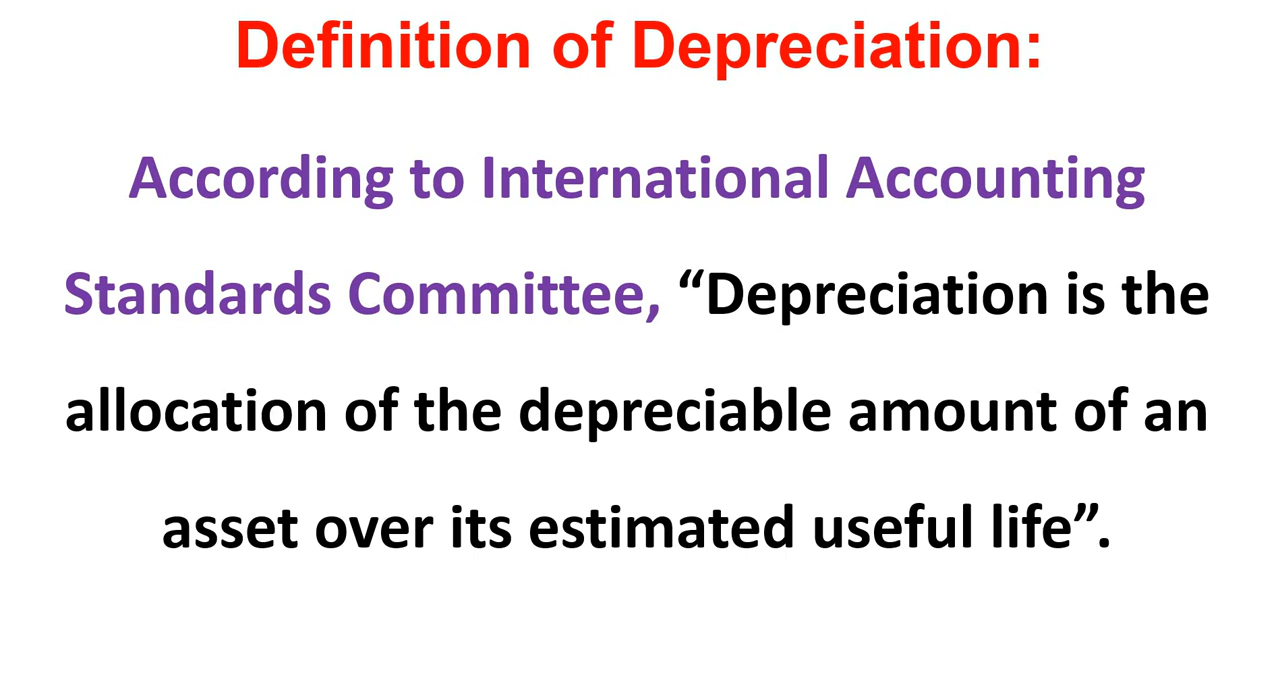 Definition of Depreciation:
According to International Accounting
Standards Committee, “Depreciation is the
allocation of the depreciable amount of an
asset over its estimated useful life”.